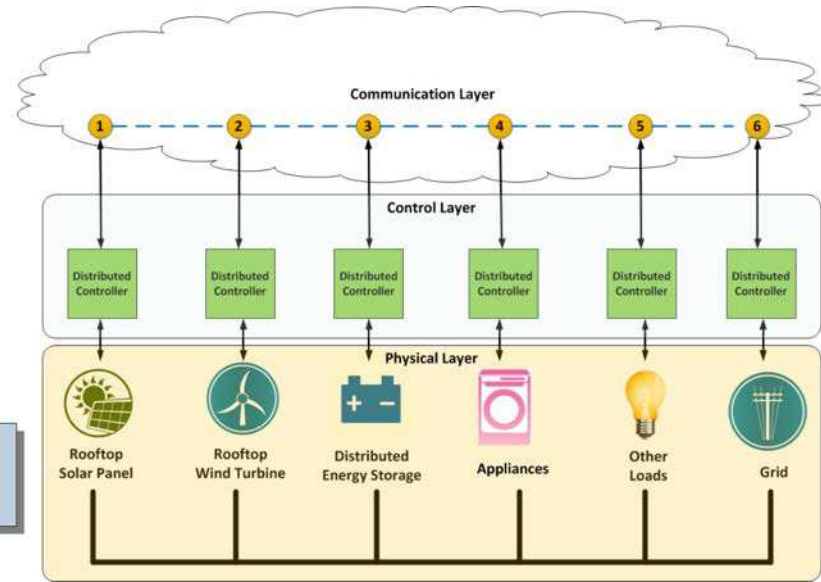 Communication Layer
1 2 3 4 5 6
Control Layer
Distributed Controller
Distributed Controller
Distributed Controller
Distributed Controller
Distributed Controller
Distributed Controller
Physical Layer
Rooftop
Solar Panel
Rooftop
Wind Turbine
+ −
Distributed
Energy Storage
Appliances
Other
Loads
Grid